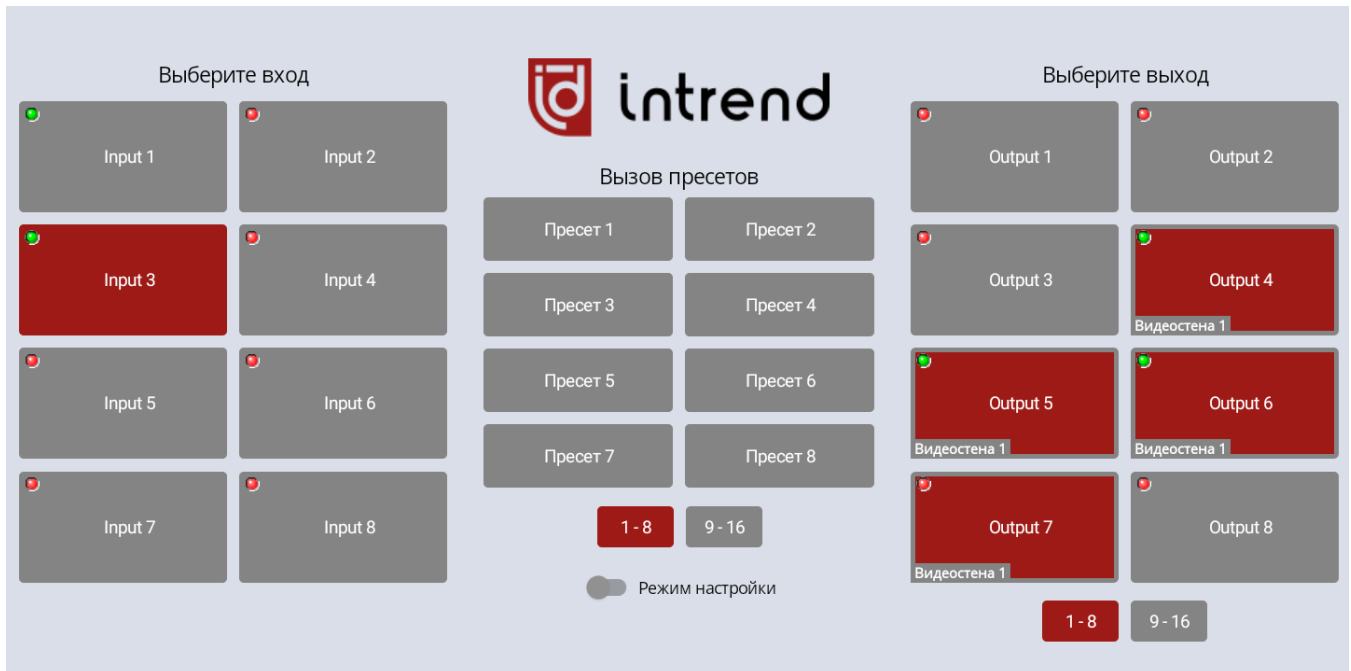 Выберите вход
Input 1
Input 2
Input 3
Input 4
Input 5
Input 6
Input 7
Input 8
intrend
Вызов пресетов
Пресет 1
Пресет 2
Пресет 3
Пресет 4
Пресет 5
Пресет 6
Пресет 7
Пресет 8
1 - 8
9 - 16
Режим настройки
Выберите выход
Output 1
Output 2
Output 3
Output 4
Видеостена 1
Output 5
Видеостена 1
Output 6
Видеостена 1
Output 7
Видеостена 1
Output 8
1 - 8
9 - 16